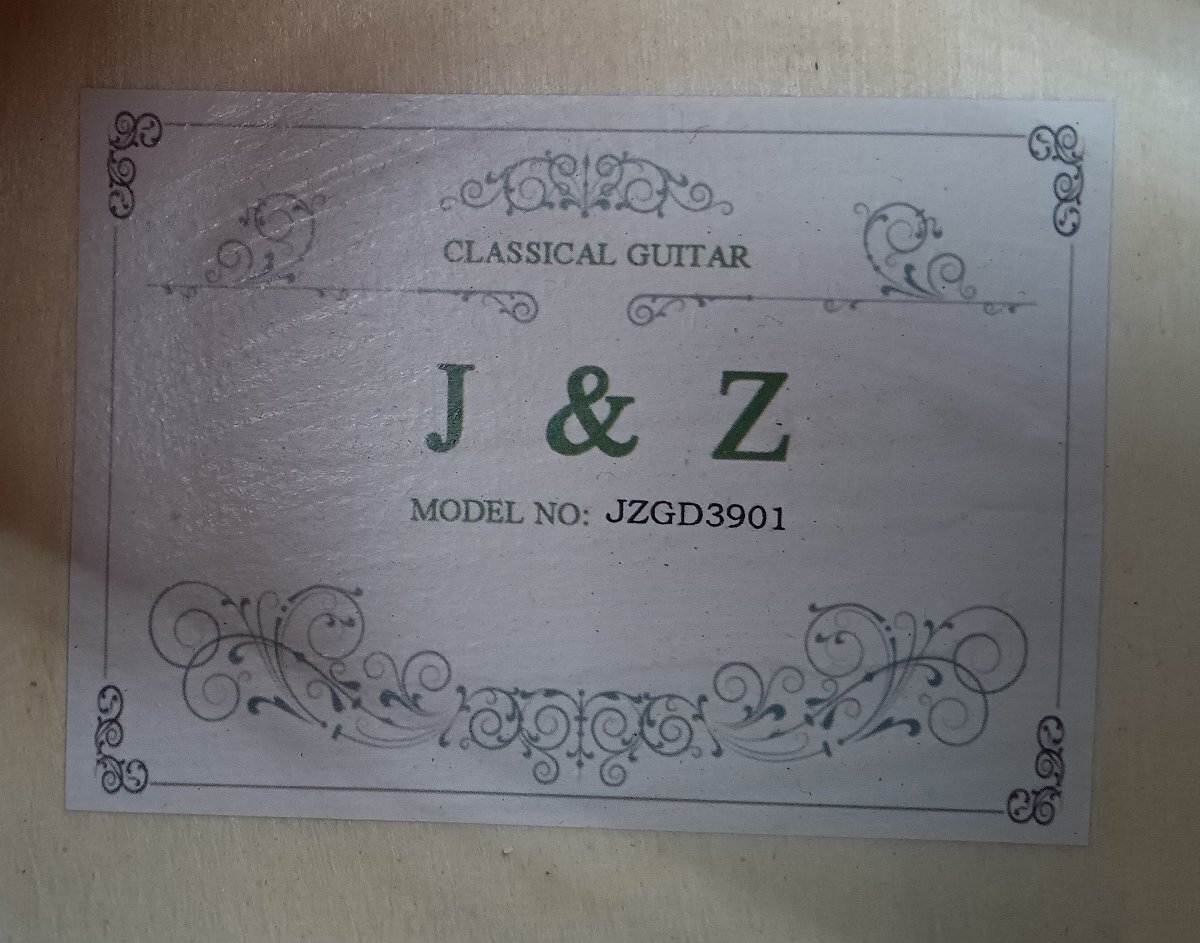 CLASSICAL GUITAR
J & Z
MODEL NO: JZGD3901